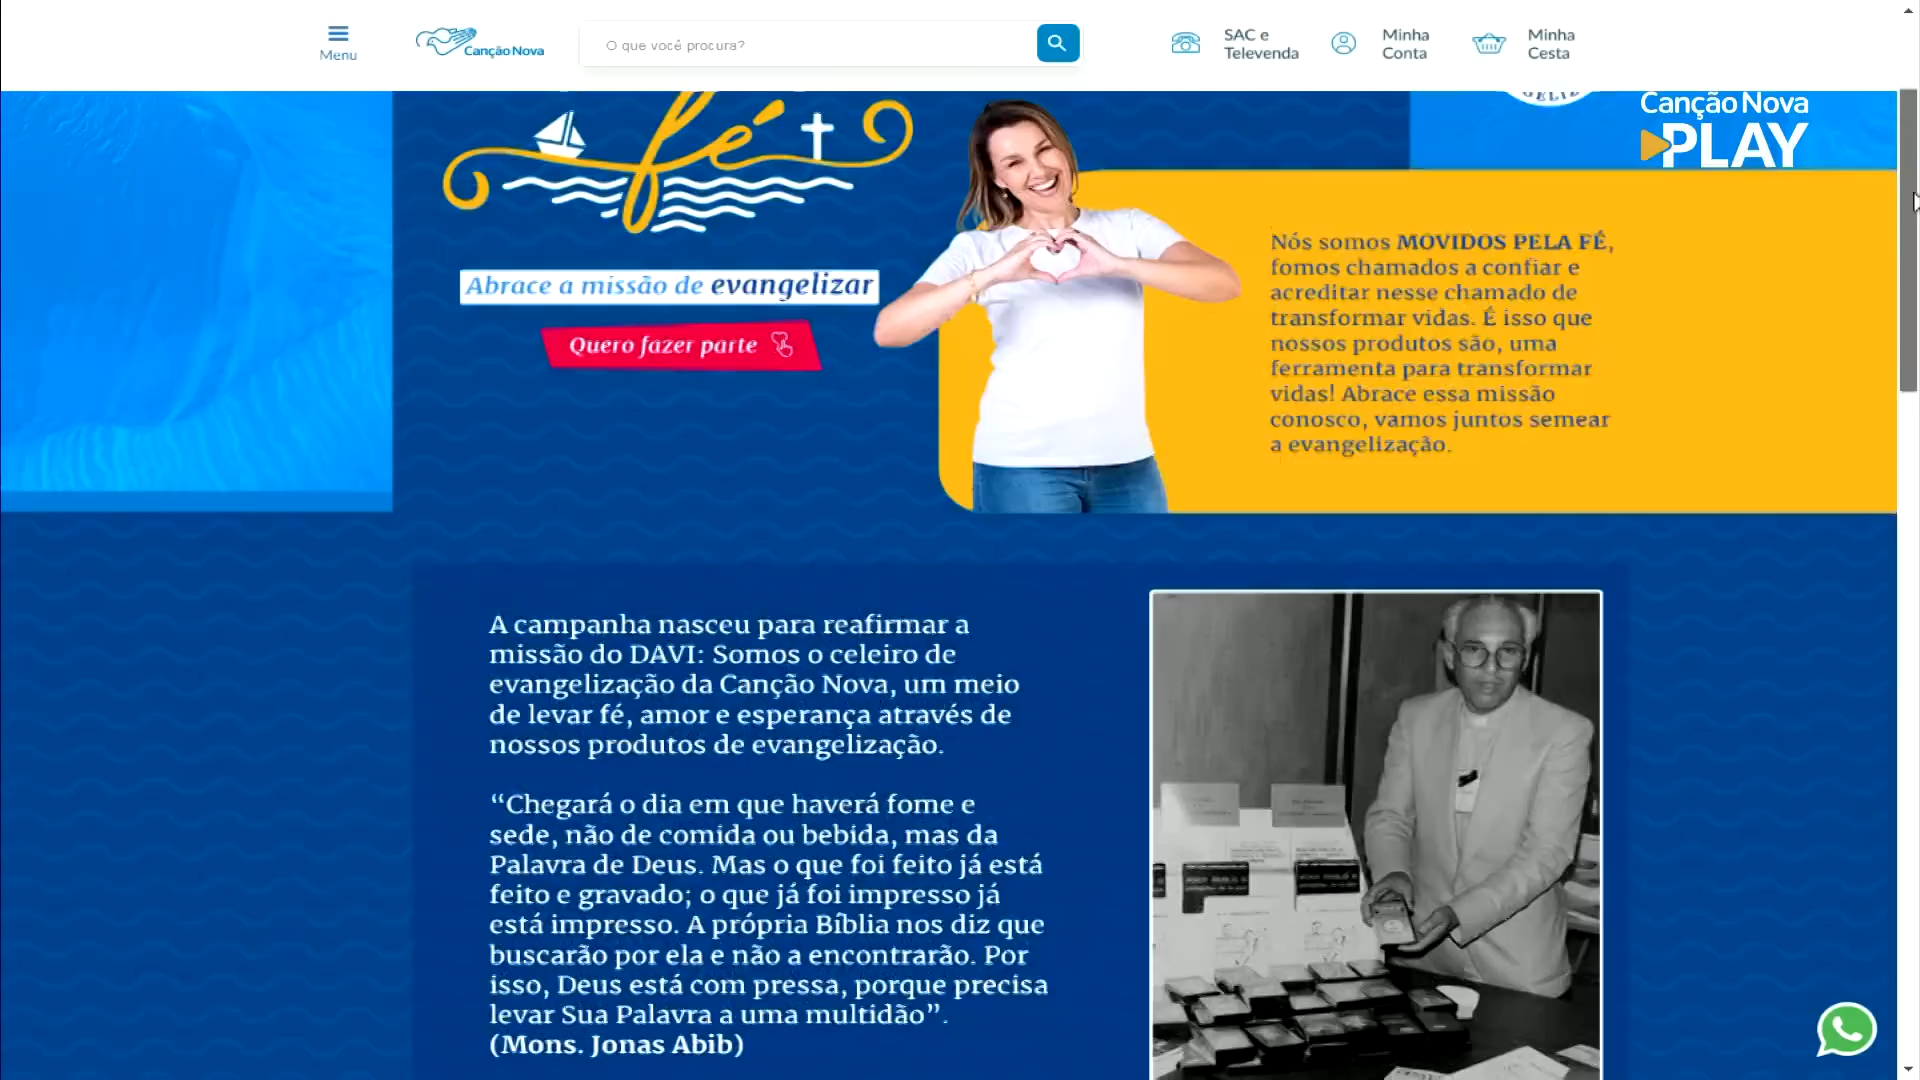 Menu
Canção Nova
O que você procura?
SAC e
Televenda
Minha
Conta
Minha
Cesta
Canção Nova
PLAY
fé
Abrace a missão de evangelizar
Quero fazer parte
Nós somos MOVIDOS PELA FÉ,
fomos chamados a confiar e
acreditar nesse chamado de
transformar vidas. É isso que
nossos produtos são, uma
ferramenta para transformar
vidas! Abrace essa missão
conosco, vamos juntos semear
a evangelização.
A campanha nasceu para reafirmar a
missão do DAVI: Somos o celeiro de
evangelização da Canção Nova, um meio
de levar fé, amor e esperança através de
nossos produtos de evangelização.
“Chegará o dia em que haverá fome e
sede, não de comida ou bebida, mas da
Palavra de Deus. Mas o que foi feito já está
feito e gravado; o que já foi impresso já
está impresso. A própria Bíblia nos diz que
buscarão por ela e não a encontrarão. Por
isso, Deus está com pressa, porque precisa
levar Sua Palavra a uma multidão”.
(Mons. Jonas Abib)